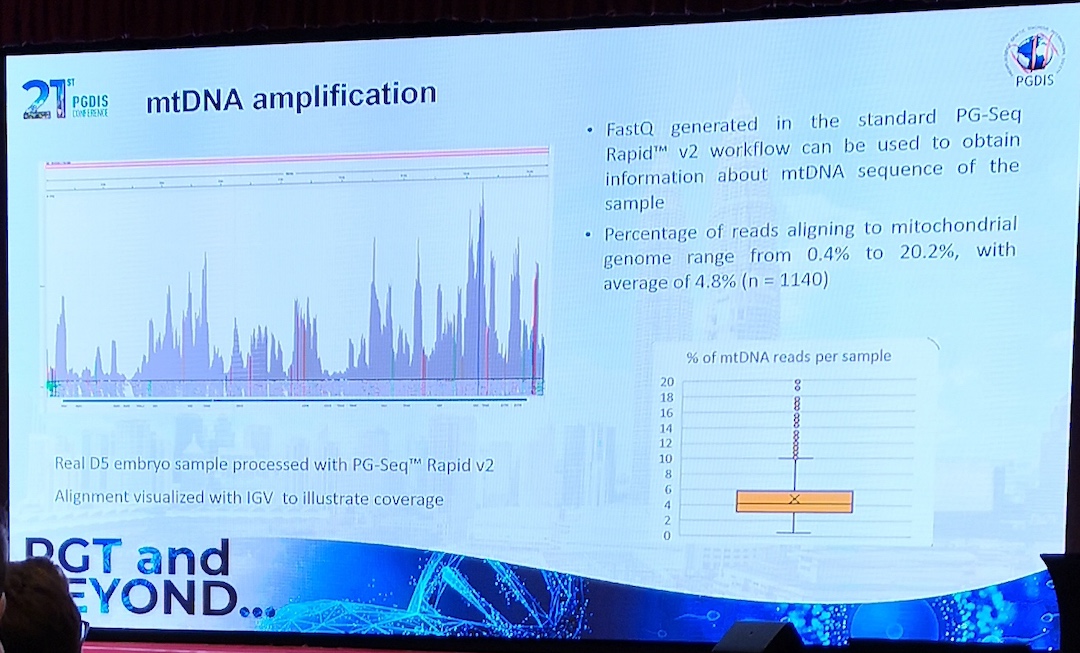 21ST
PGDIS
CONFERENCE
mtDNA amplification
PGDIS
• FastQ generated in the standard PG-Seq
Rapid™ v2 workflow can be used to obtain
information about mtDNA sequence of the
sample
• Percentage of reads aligning to mitochondrial
genome range from 0.4% to 20.2%, with
average of 4.8% (n = 1140)
% of mtDNA reads per sample
20
18
16
14
12
10
8
6
4
2
0
Real D5 embryo sample processed with PG-Seq™ Rapid v2
Alignment visualized with IGV to illustrate coverage
PGT and
EYOND...